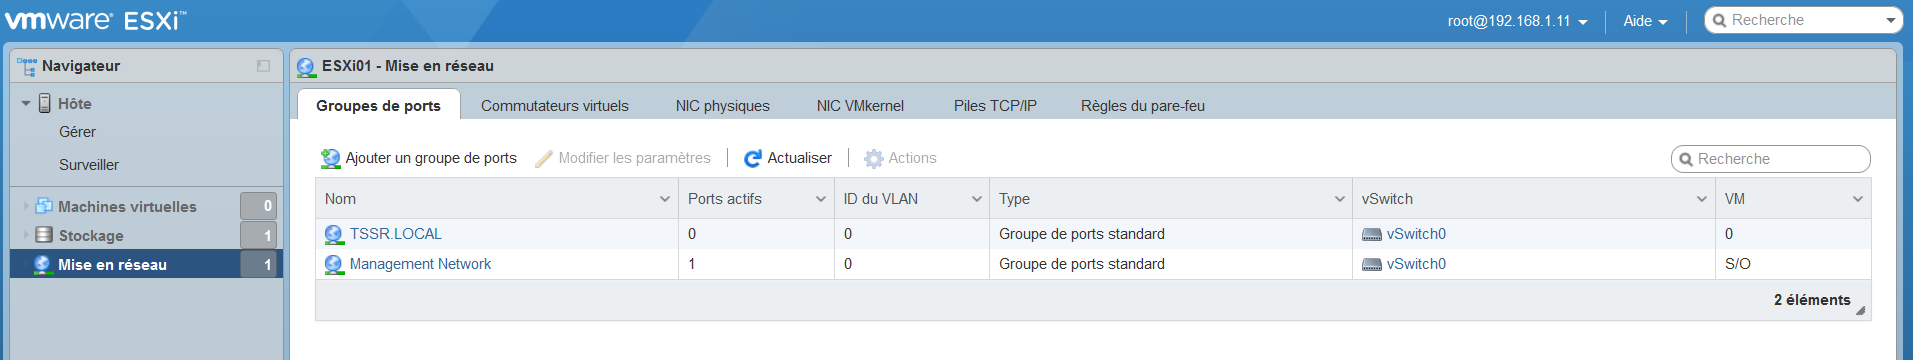 vmware® ESXi™
root@192.168.1.11
Aide
Recherche
Navigateur
Hôte
Gérer
Surveiller
Machines virtuelles 0
Stockage 1
Mise en réseau 1
ESXi01 - Mise en réseau
Groupes de ports Commutateurs virtuels NIC physiques NIC VMkernel Piles TCP/IP Règles du pare-feu
Ajouter un groupe de ports Modifier les paramètres Actualiser Actions Recherche
Nom Ports actifs ID du VLAN Type vSwitch VM
TSSR.LOCAL 0 0 Groupe de ports standard vSwitch0 0
Management Network 1 0 Groupe de ports standard vSwitch0 S/O
2 éléments